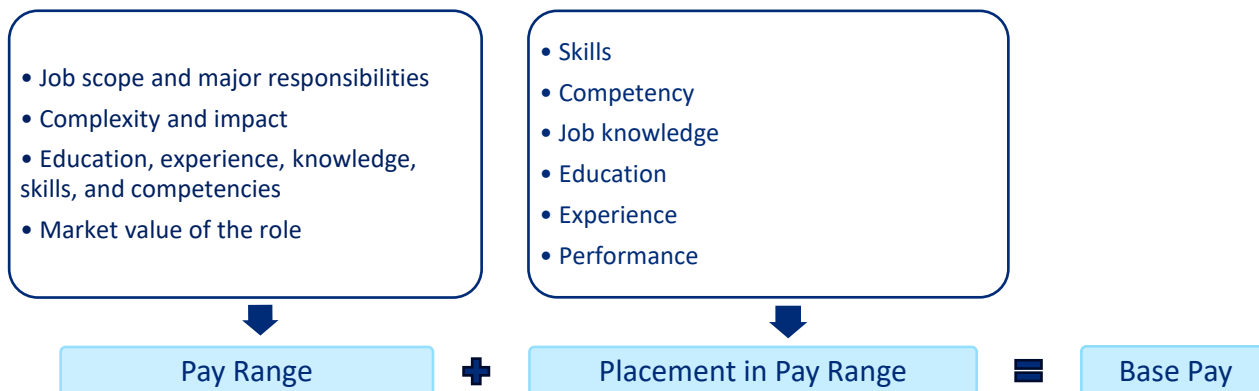 • Job scope and major responsibilities
• Complexity and impact
• Education, experience, knowledge,
skills, and competencies
• Market value of the role
• Skills
• Competency
• Job knowledge
• Education
• Experience
• Performance
Pay Range
Placement in Pay Range
Base Pay